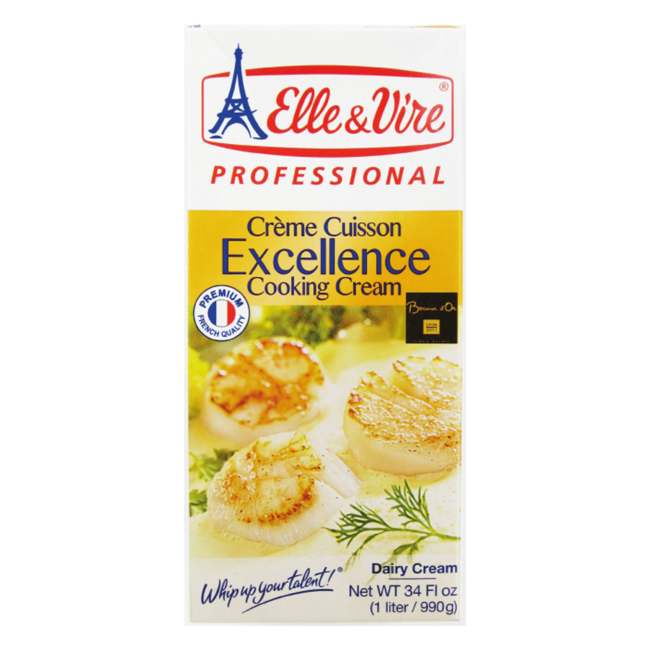 Elle&Vire®
PROFESSIONAL
Crème Cuisson
Excellence
Cooking Cream
PREMIUM
FRENCH QUALITY
Whip up your talent!®
Dairy Cream
Net WT 34 Fl oz
(1 liter / 990g)